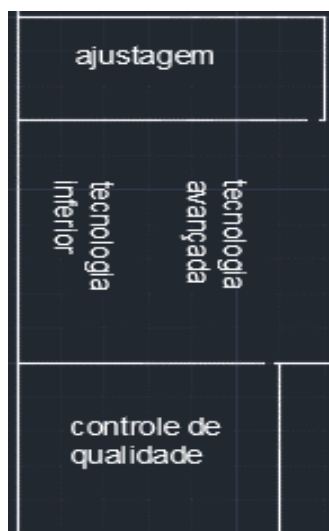 ajustagem
tecnologia
inferior
tecnologia
avançada
controle de
qualidade